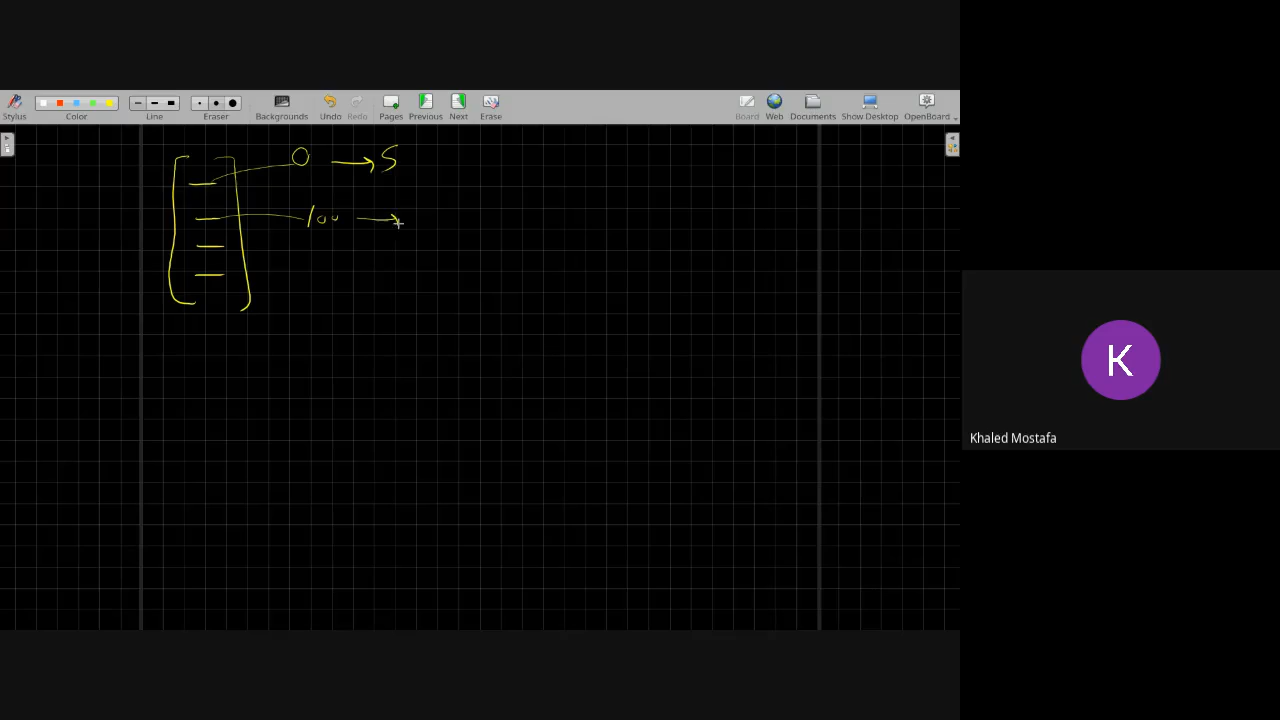 Stylus Color Line Eraser Backgrounds Undo Redo Pages Previous Next Erase Board Web Documents Show Desktop OpenBoard
0 → S
100 →
K
Khaled Mostafa